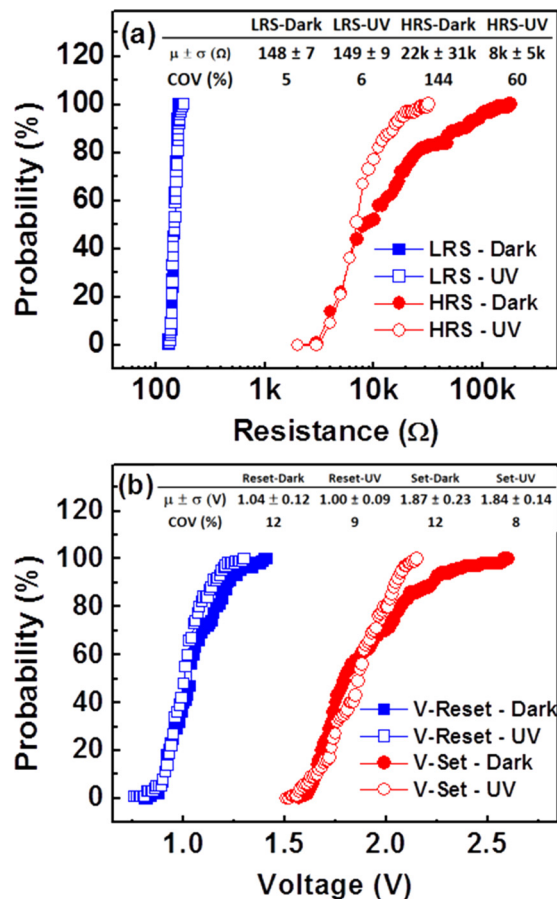 (a)
LRS-Dark LRS-UV HRS-Dark HRS-UV
μ ± σ (Ω) 148 ± 7 149 ± 9 22k ± 31k 8k ± 5k
COV (%) 5 6 144 60
120
100
80
60
40
20
0
Probability (%)
LRS - Dark
LRS - UV
HRS - Dark
HRS - UV
100 1k 10k 100k
Resistance (Ω)
(b)
Reset-Dark Reset-UV Set-Dark Set-UV
μ ± σ (V) 1.04 ± 0.12 1.00 ± 0.09 1.87 ± 0.23 1.84 ± 0.14
COV (%) 12 9 12 8
120
100
80
60
40
20
0
Probability (%)
V-Reset - Dark
V-Reset - UV
V-Set - Dark
V-Set - UV
1.0 1.5 2.0 2.5
Voltage (V)